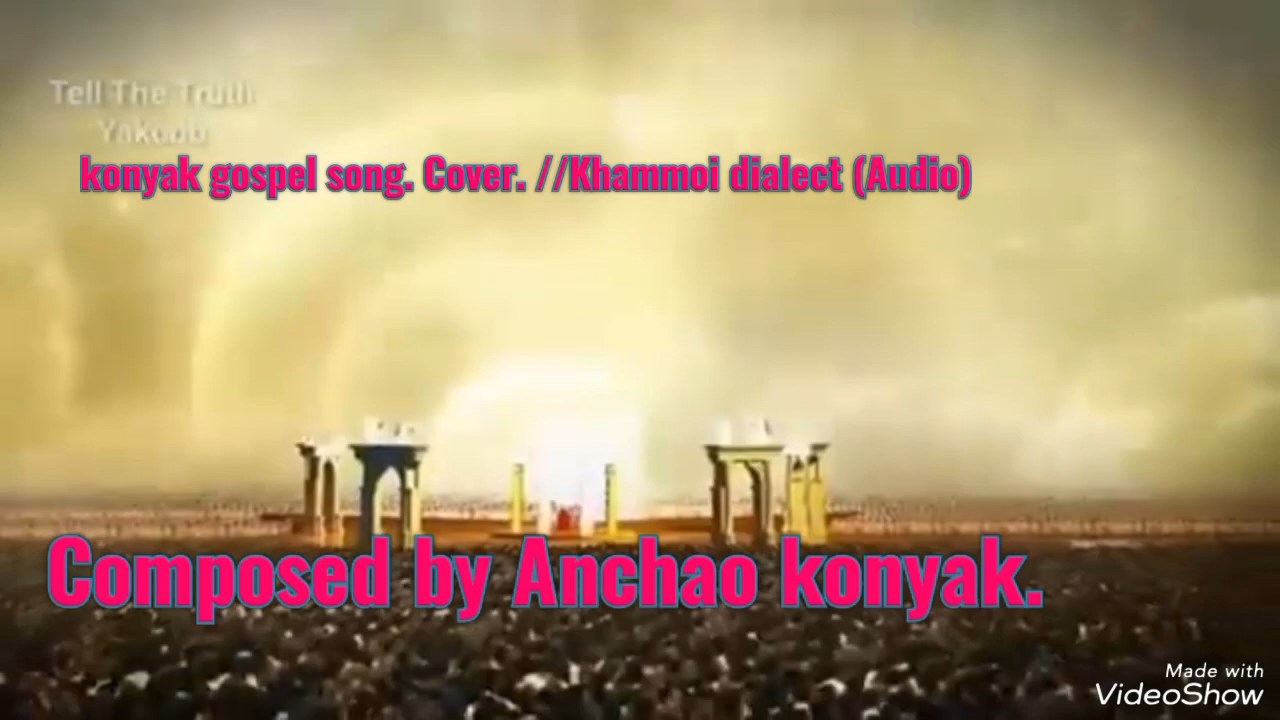 Tell The Truth
Yakoob
konyak gospel song. Cover. //Khammoi dialect (Audio)
Composed by Anchao konyak.
Made with
VideoShow